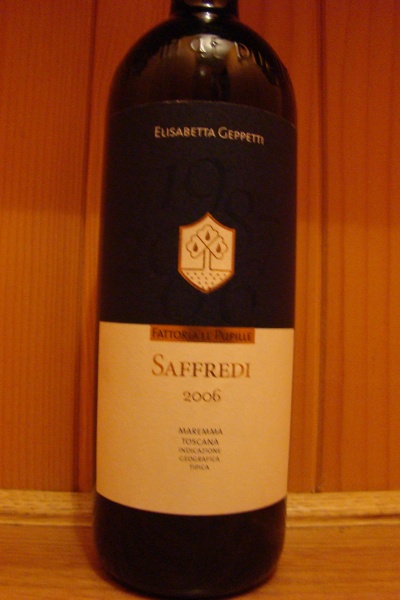 Elisabetta Geppetti
Fattoria Le Pupille
Saffredi
2006
Maremma
Toscana
Indicazione
Geografica
Tipica